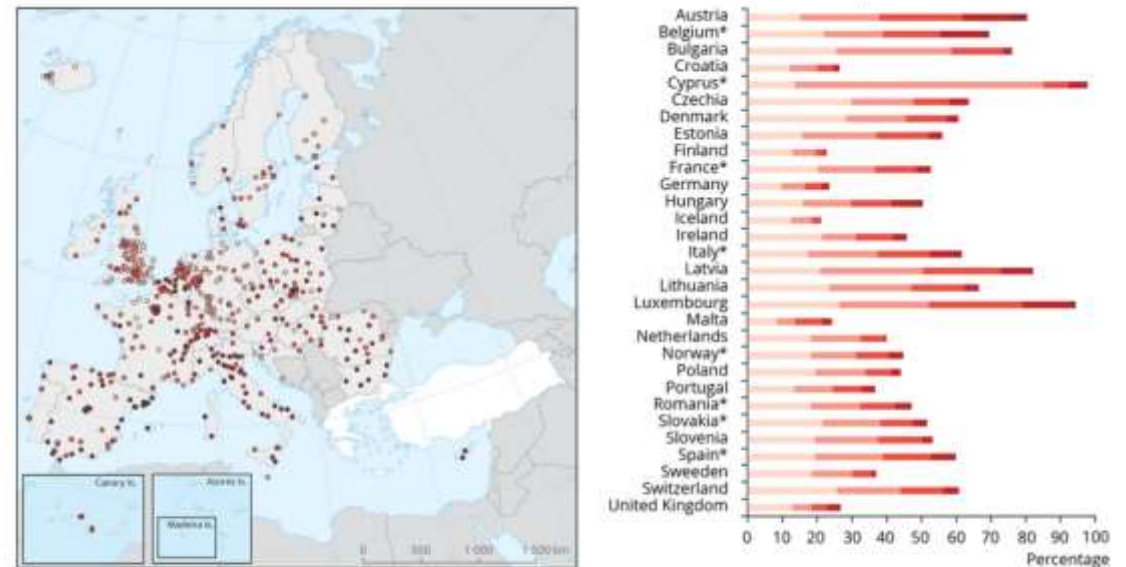 Canary Is.
Azores Is.
Madeira Is.
0 500 1 000 1 500 km
Austria
Belgium*
Bulgaria
Croatia
Cyprus*
Czechia
Denmark
Estonia
Finland
France*
Germany
Hungary
Iceland
Ireland
Italy*
Latvia
Lithuania
Luxembourg
Malta
Netherlands
Norway*
Poland
Portugal
Romania*
Slovakia*
Slovenia
Spain*
Sweeden
Switzerland
United Kingdom
0 10 20 30 40 50 60 70 80 90 100
Percentage